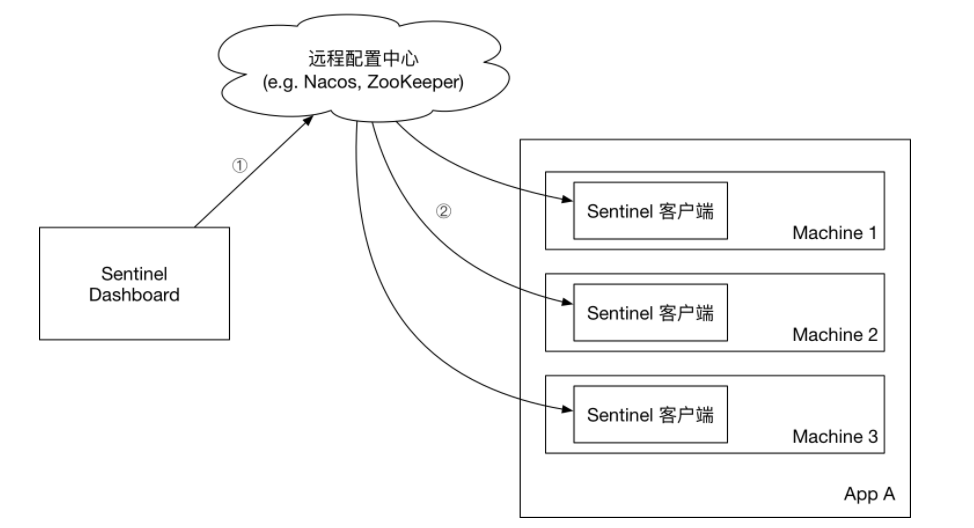 远程配置中心
(e.g. Nacos, ZooKeeper)
①
②
Sentinel
Dashboard
Sentinel 客户端
Machine 1
Sentinel 客户端
Machine 2
Sentinel 客户端
Machine 3
App A